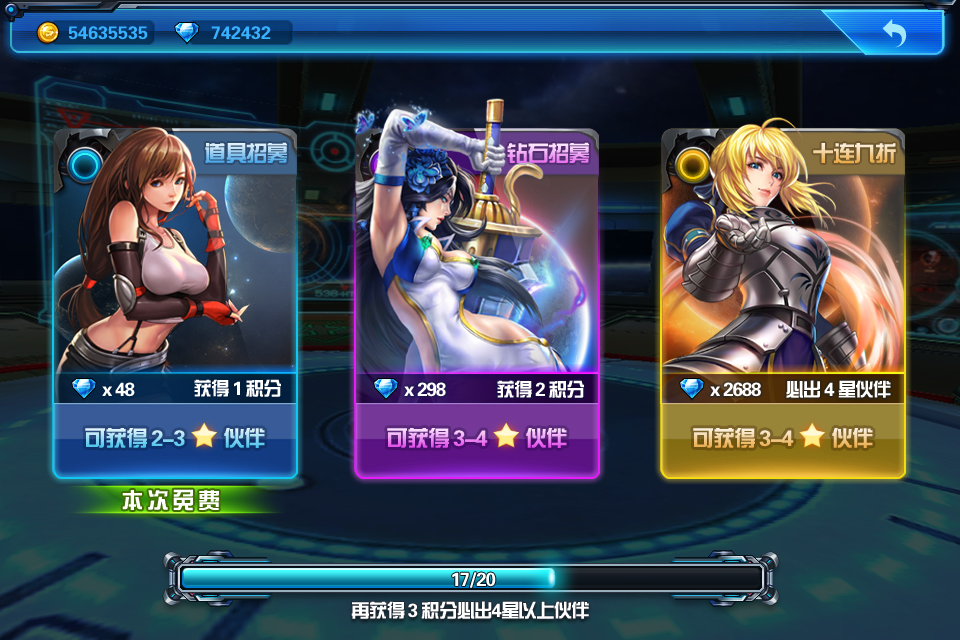 54635535 742432
道具招募
钻石招募
十连九折
x 48 获得 1 积分
x 298 获得 2 积分
x 2688 必出 4 星伙伴
可获得 2-3 伙伴
可获得 3-4 伙伴
可获得 3-4 伙伴
本次免费
17/20
再获得 3 积分必出4星以上伙伴